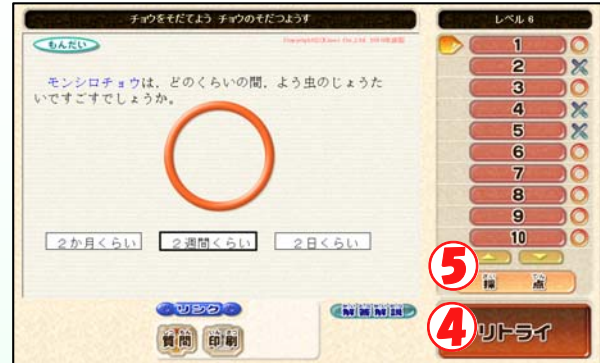 チョウをそだてよう チョウのそだつようす
レベル 6
もんだい
モンシロチョウは，どのくらいの間，よう虫のじょうた
いですごすでしょうか。
2か月くらい
2週間くらい
2日くらい
リンク
質問
印刷
解答解説
1
2
3
4
5
6
7
8
9
10
⑤
採点
④
リトライ